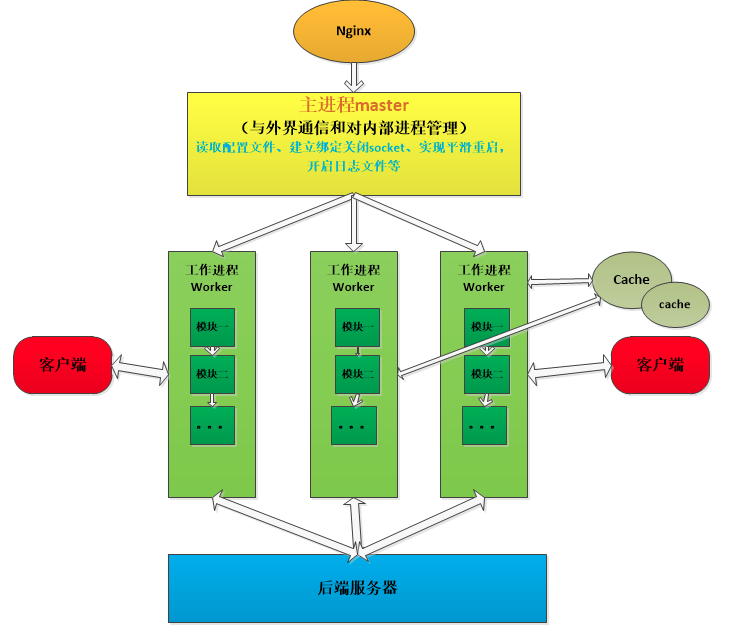 Nginx
主进程master
（与外界通信和对内部进程管理）
读取配置文件、建立绑定关闭socket、实现平滑重启，
开启日志文件等
工作进程
Worker
模块一
模块二
...
工作进程
Worker
模块一
模块二
...
工作进程
Worker
模块一
模块二
...
Cache
cache
客户端
客户端
后端服务器